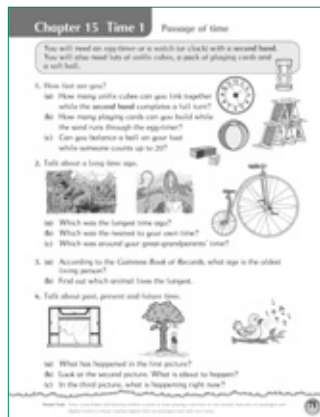 Chapter 15 Time 1 Passage of time
You will need an egg-timer or a watch (or clock) with a second hand.
You will also need lots of unifix cubes, a pack of playing cards and
a soft ball.
1. How fast are you?
(a) How many unifix cubes can you link together
while the second hand completes a full turn?
(b) How many playing cards can you build while
the sand runs through the egg-timer?
(c) Can you balance a ball on your foot
while someone counts up to 20?
2. Talk about a long time ago.
(a) Which was the longest time ago?
(b) Which was the nearest to your own time?
(c) Which was around your great-grandparents' time?
3. (a) According to the Guinness Book of Records, what age is the oldest
living person?
(b) Find out which animal lives the longest.
4. Talk about past, present and future time.
(a) What has happened in the first picture?
(b) Look at the second picture. What is about to happen?
(c) In the third picture, what is happening right now?